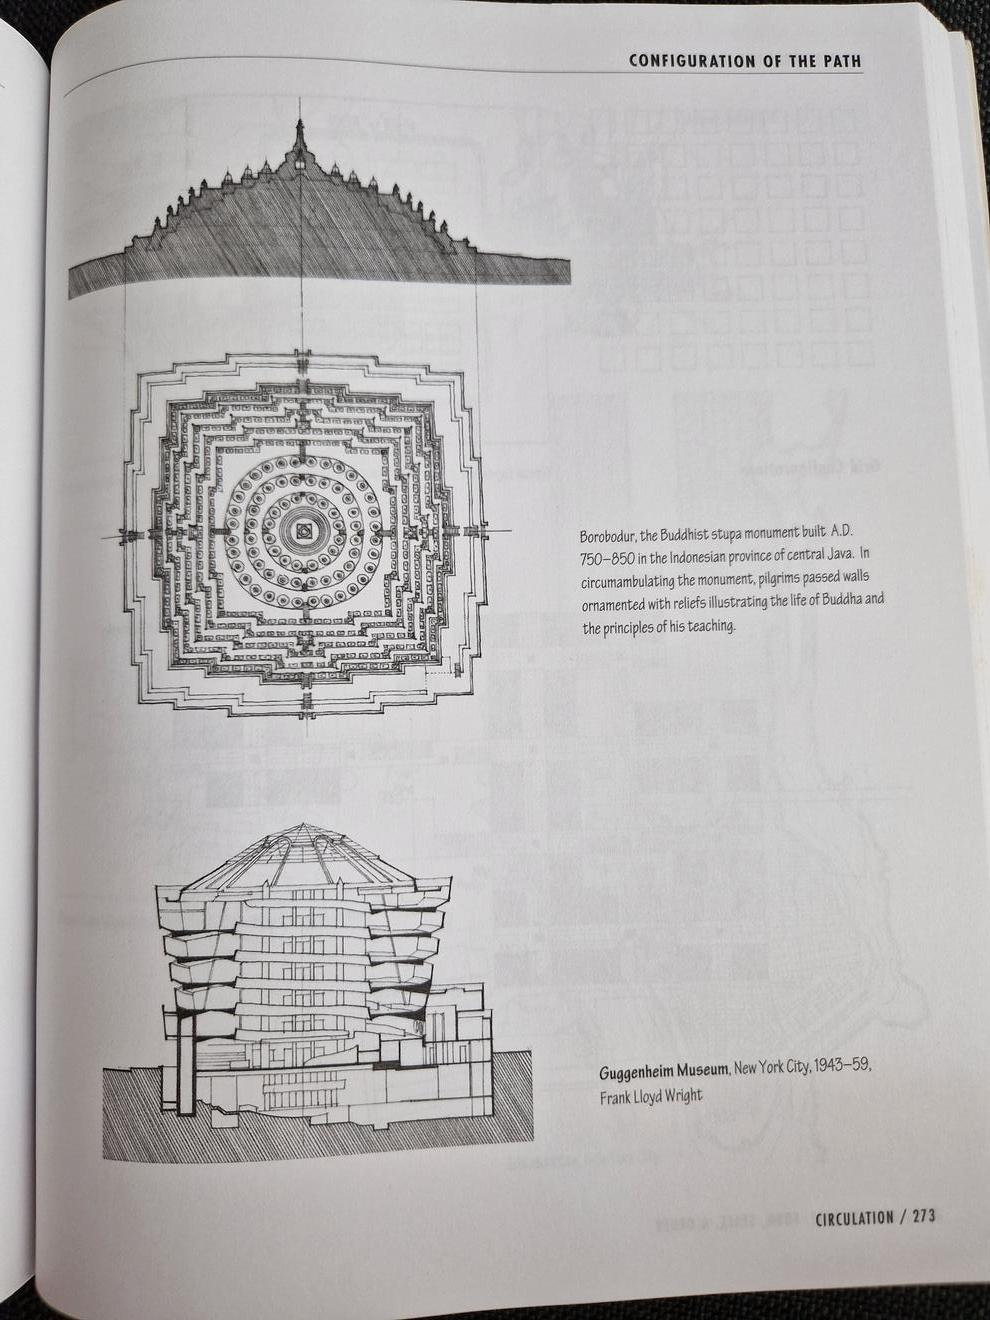 CONFIGURATION OF THE PATH
Borobodur, the Buddhist stupa monument built A.D.
750–850 in the Indonesian province of central Java. In
circumambulating the monument, pilgrims passed walls
ornamented with reliefs illustrating the life of Buddha and
the principles of his teaching.
Guggenheim Museum, New York City, 1943–59,
Frank Lloyd Wright
CIRCULATION / 273